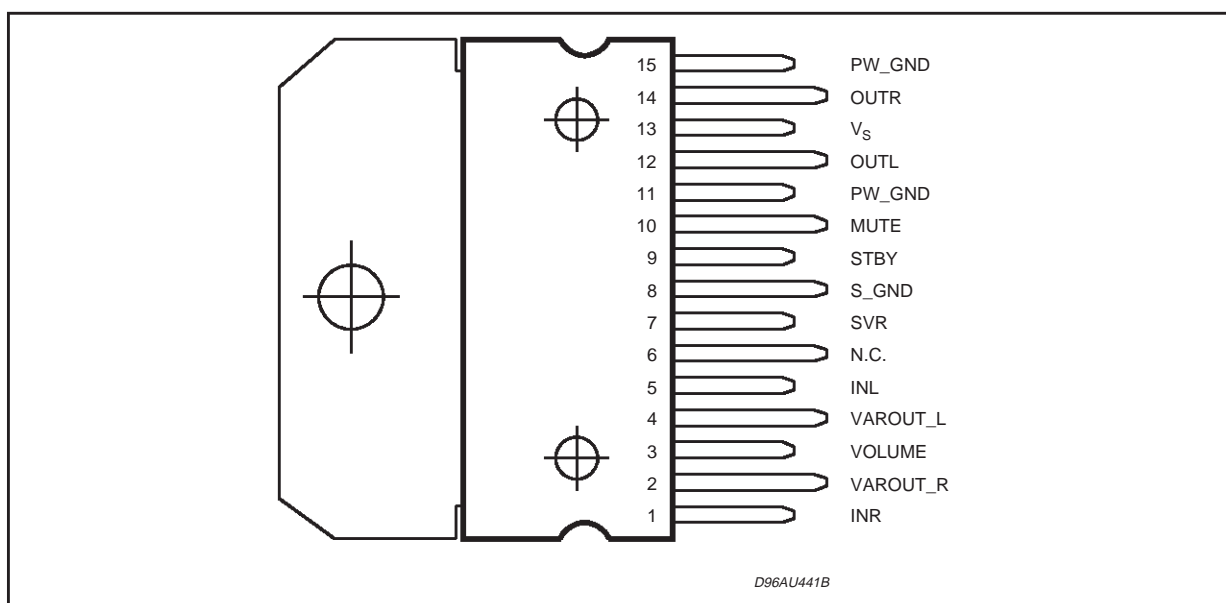 15 PW_GND
14 OUTR
13 VS
12 OUTL
11 PW_GND
10 MUTE
9 STBY
8 S_GND
7 SVR
6 N.C.
5 INL
4 VAROUT_L
3 VOLUME
2 VAROUT_R
1 INR
D96AU441B